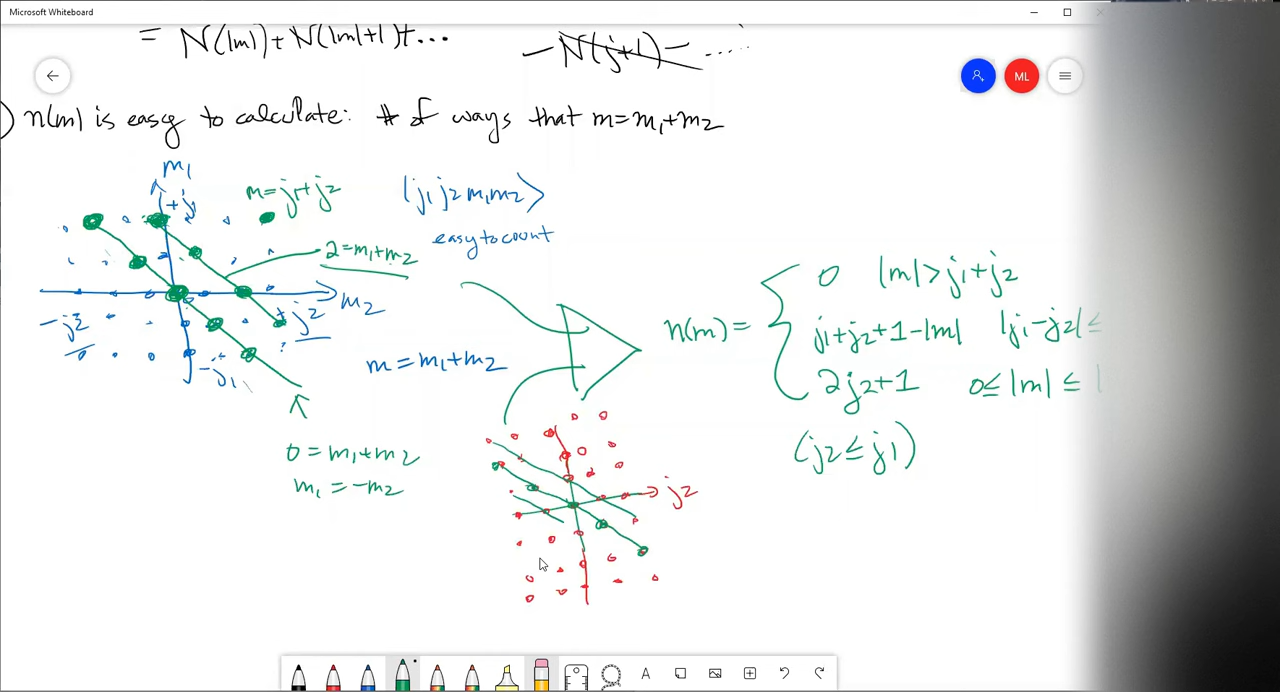 Microsoft Whiteboard
= N(|m|)+N(|m|+1)+...
-N(j+1)-.....
ML
) n(m) is easy to calculate: # of ways that m=m1+m2
m1
+j
m=j1+j2
|j1 j2 m1 m2>
easy to count
2=m1+m2
m2
-j2
+j2
-j1
m=m1+m2
0=m1+m2
m1=-m2
j2
n(m)= { 0 |m|>j1+j2
j1+j2+1-|m| |j1-j2|≤
2j2+1 0≤|m|≤|
(j2≤j1)
A